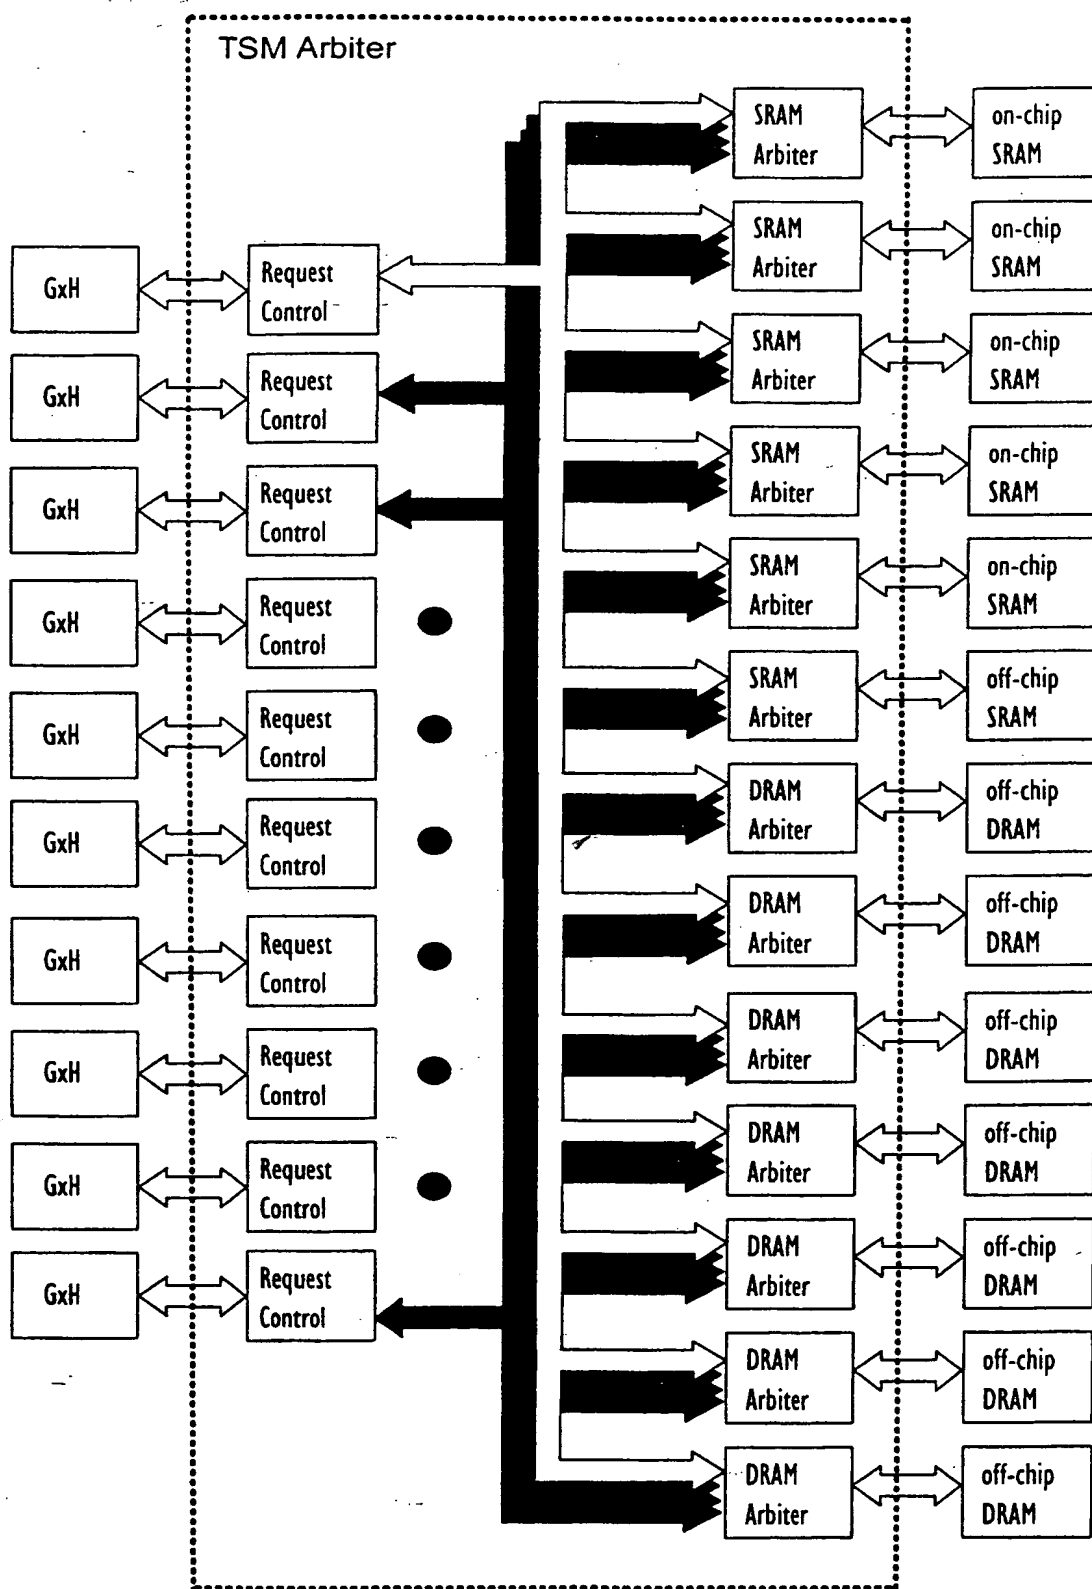 TSM Arbiter
GxH
GxH
GxH
GxH
GxH
GxH
GxH
GxH
GxH
GxH
Request
Control
Request
Control
Request
Control
Request
Control
Request
Control
Request
Control
Request
Control
Request
Control
Request
Control
Request
Control
SRAM
Arbiter
SRAM
Arbiter
SRAM
Arbiter
SRAM
Arbiter
SRAM
Arbiter
SRAM
Arbiter
DRAM
Arbiter
DRAM
Arbiter
DRAM
Arbiter
DRAM
Arbiter
DRAM
Arbiter
DRAM
Arbiter
DRAM
Arbiter
on-chip
SRAM
on-chip
SRAM
on-chip
SRAM
on-chip
SRAM
on-chip
SRAM
off-chip
SRAM
off-chip
DRAM
off-chip
DRAM
off-chip
DRAM
off-chip
DRAM
off-chip
DRAM
off-chip
DRAM
off-chip
DRAM